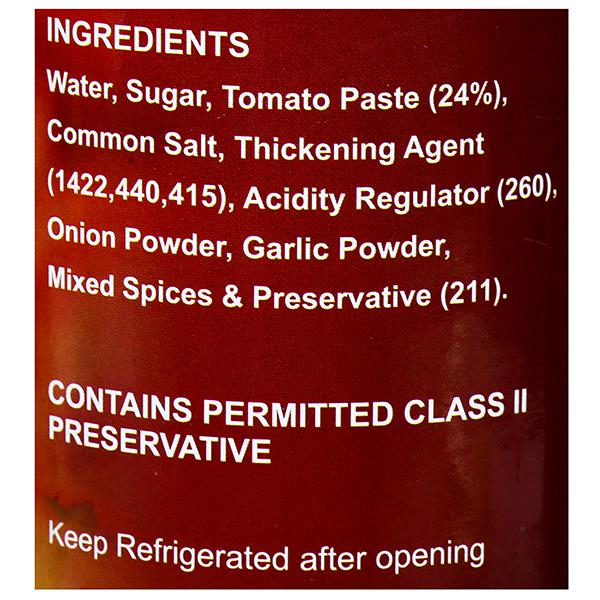 INGREDIENTS
Water, Sugar, Tomato Paste (24%),
Common Salt, Thickening Agent
(1422,440,415), Acidity Regulator (260),
Onion Powder, Garlic Powder,
Mixed Spices & Preservative (211).
CONTAINS PERMITTED CLASS II
PRESERVATIVE
Keep Refrigerated after opening